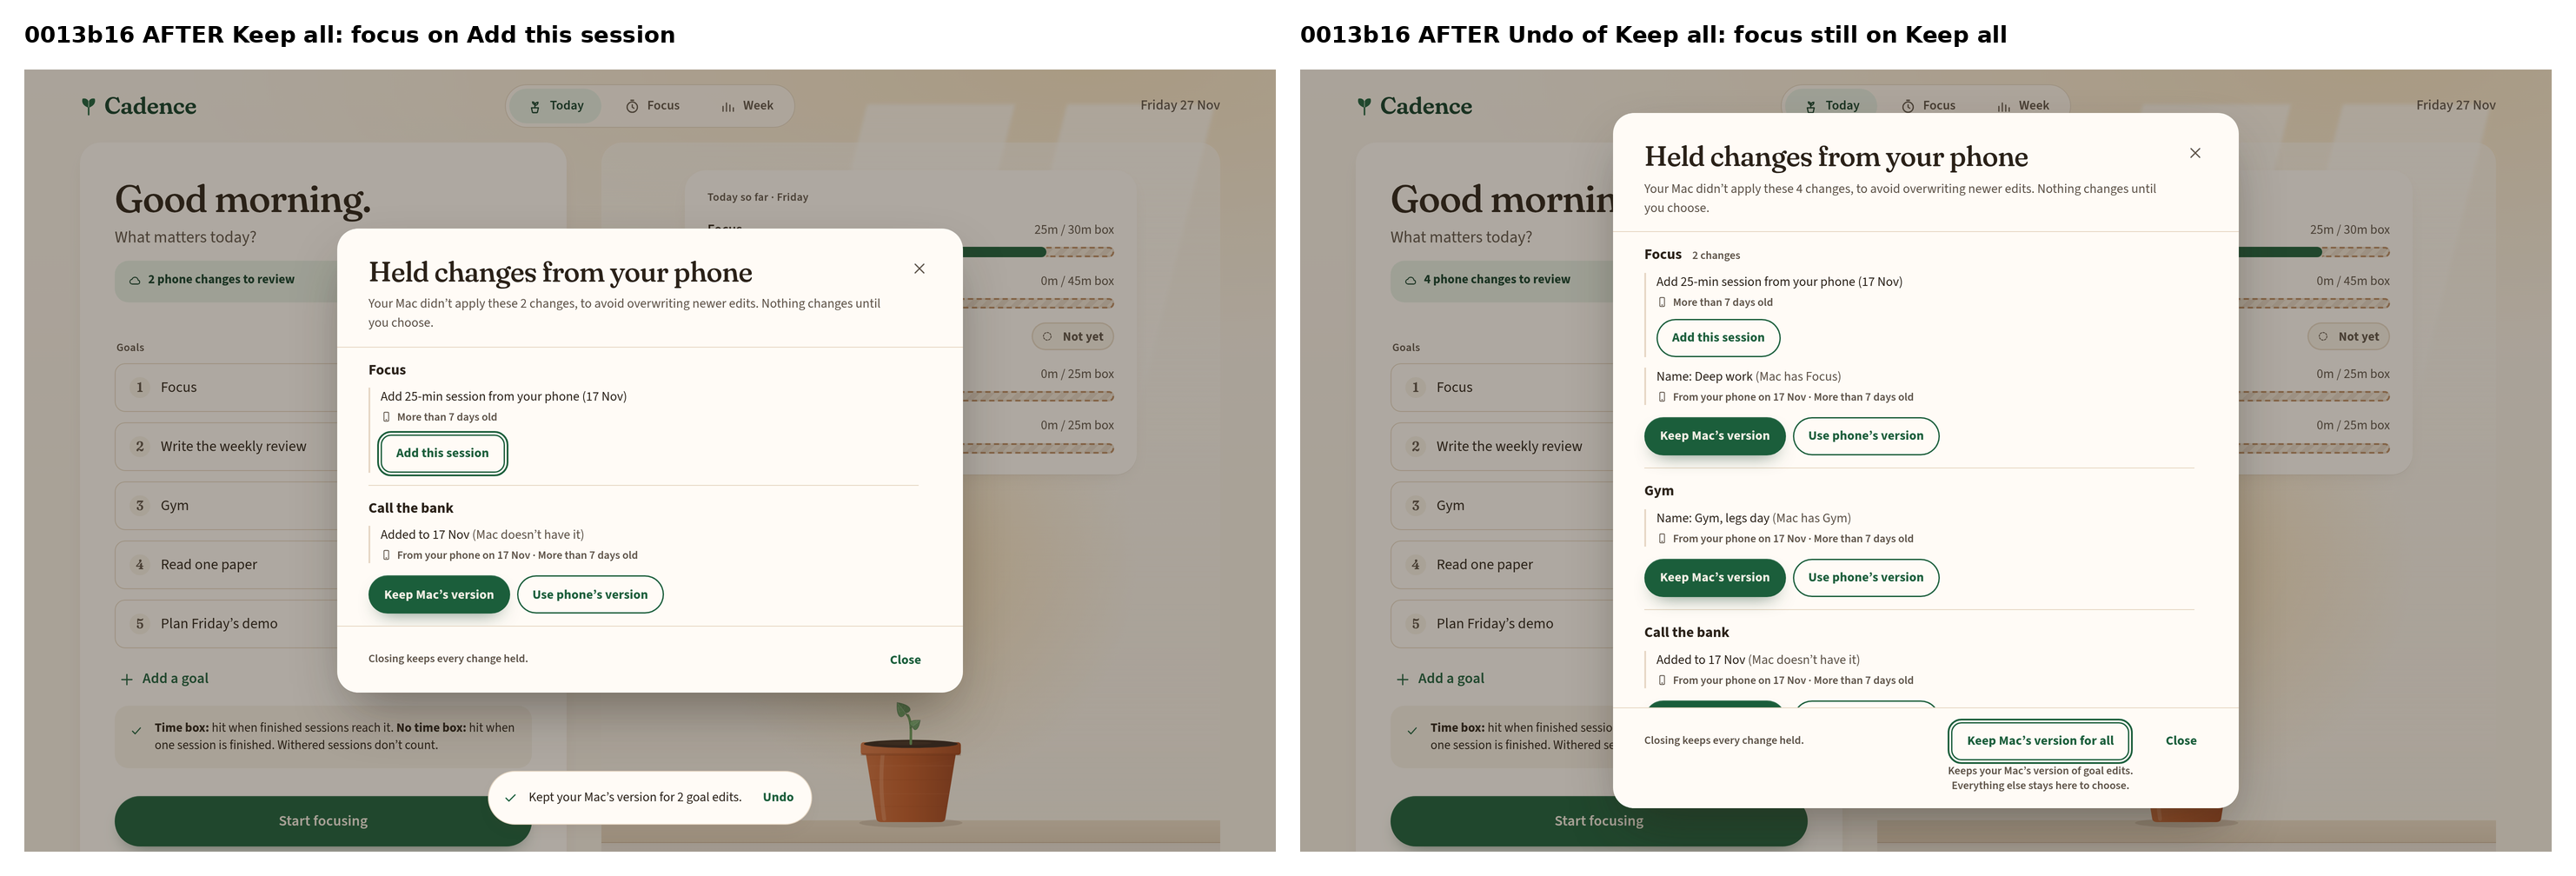 0013b16 AFTER Keep all: focus on Add this session
Cadence
Today
Focus
Week
Friday 27 Nov
Good morning.
What matters today?
2 phone changes to review
Goals
1 Focus
2 Write the weekly review
3 Gym
4 Read one paper
5 Plan Friday’s demo
Add a goal
Time box: hit when finished sessions reach it. No time box: hit when
one session is finished. Withered sessions don’t count.
Start focusing
Today so far · Friday
Focus
25m / 30m box
0m / 45m box
Not yet
0m / 25m box
0m / 25m box
Held changes from your phone
Your Mac didn’t apply these 2 changes, to avoid overwriting newer edits. Nothing changes until
you choose.
Focus
Add 25-min session from your phone (17 Nov)
More than 7 days old
Add this session
Call the bank
Added to 17 Nov (Mac doesn’t have it)
From your phone on 17 Nov · More than 7 days old
Keep Mac’s version
Use phone’s version
Closing keeps every change held.
Close
Kept your Mac’s version for 2 goal edits.
Undo
0013b16 AFTER Undo of Keep all: focus still on Keep all
Cadence
Today
Focus
Week
Friday 27 Nov
Good mornin
What matters today?
4 phone changes to review
Goals
1 Focus
2 Write the weekly review
3 Gym
4 Read one paper
5 Plan Friday’s demo
Add a goal
Time box: hit when finished sessio
one session is finished. Withered se
Start focusing
25m / 30m box
0m / 45m box
Not yet
0m / 25m box
0m / 25m box
Held changes from your phone
Your Mac didn’t apply these 4 changes, to avoid overwriting newer edits. Nothing changes until
you choose.
Focus 2 changes
Add 25-min session from your phone (17 Nov)
More than 7 days old
Add this session
Name: Deep work (Mac has Focus)
From your phone on 17 Nov · More than 7 days old
Keep Mac’s version
Use phone’s version
Gym
Name: Gym, legs day (Mac has Gym)
From your phone on 17 Nov · More than 7 days old
Keep Mac’s version
Use phone’s version
Call the bank
Added to 17 Nov (Mac doesn’t have it)
From your phone on 17 Nov · More than 7 days old
Closing keeps every change held.
Keep Mac’s version for all
Close
Keeps your Mac’s version of goal edits.
Everything else stays here to choose.